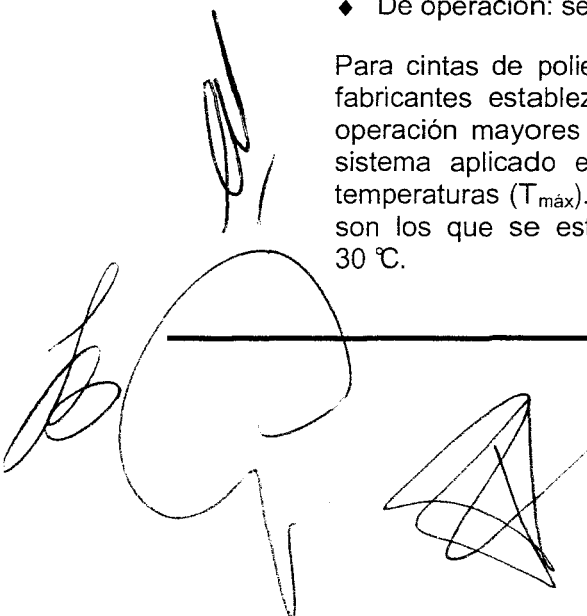 ♦ De operación: se
Para cintas de polie
fabricantes establez
operación mayores
sistema aplicado e
temperaturas (Tmáx).
son los que se est
30 ℃.